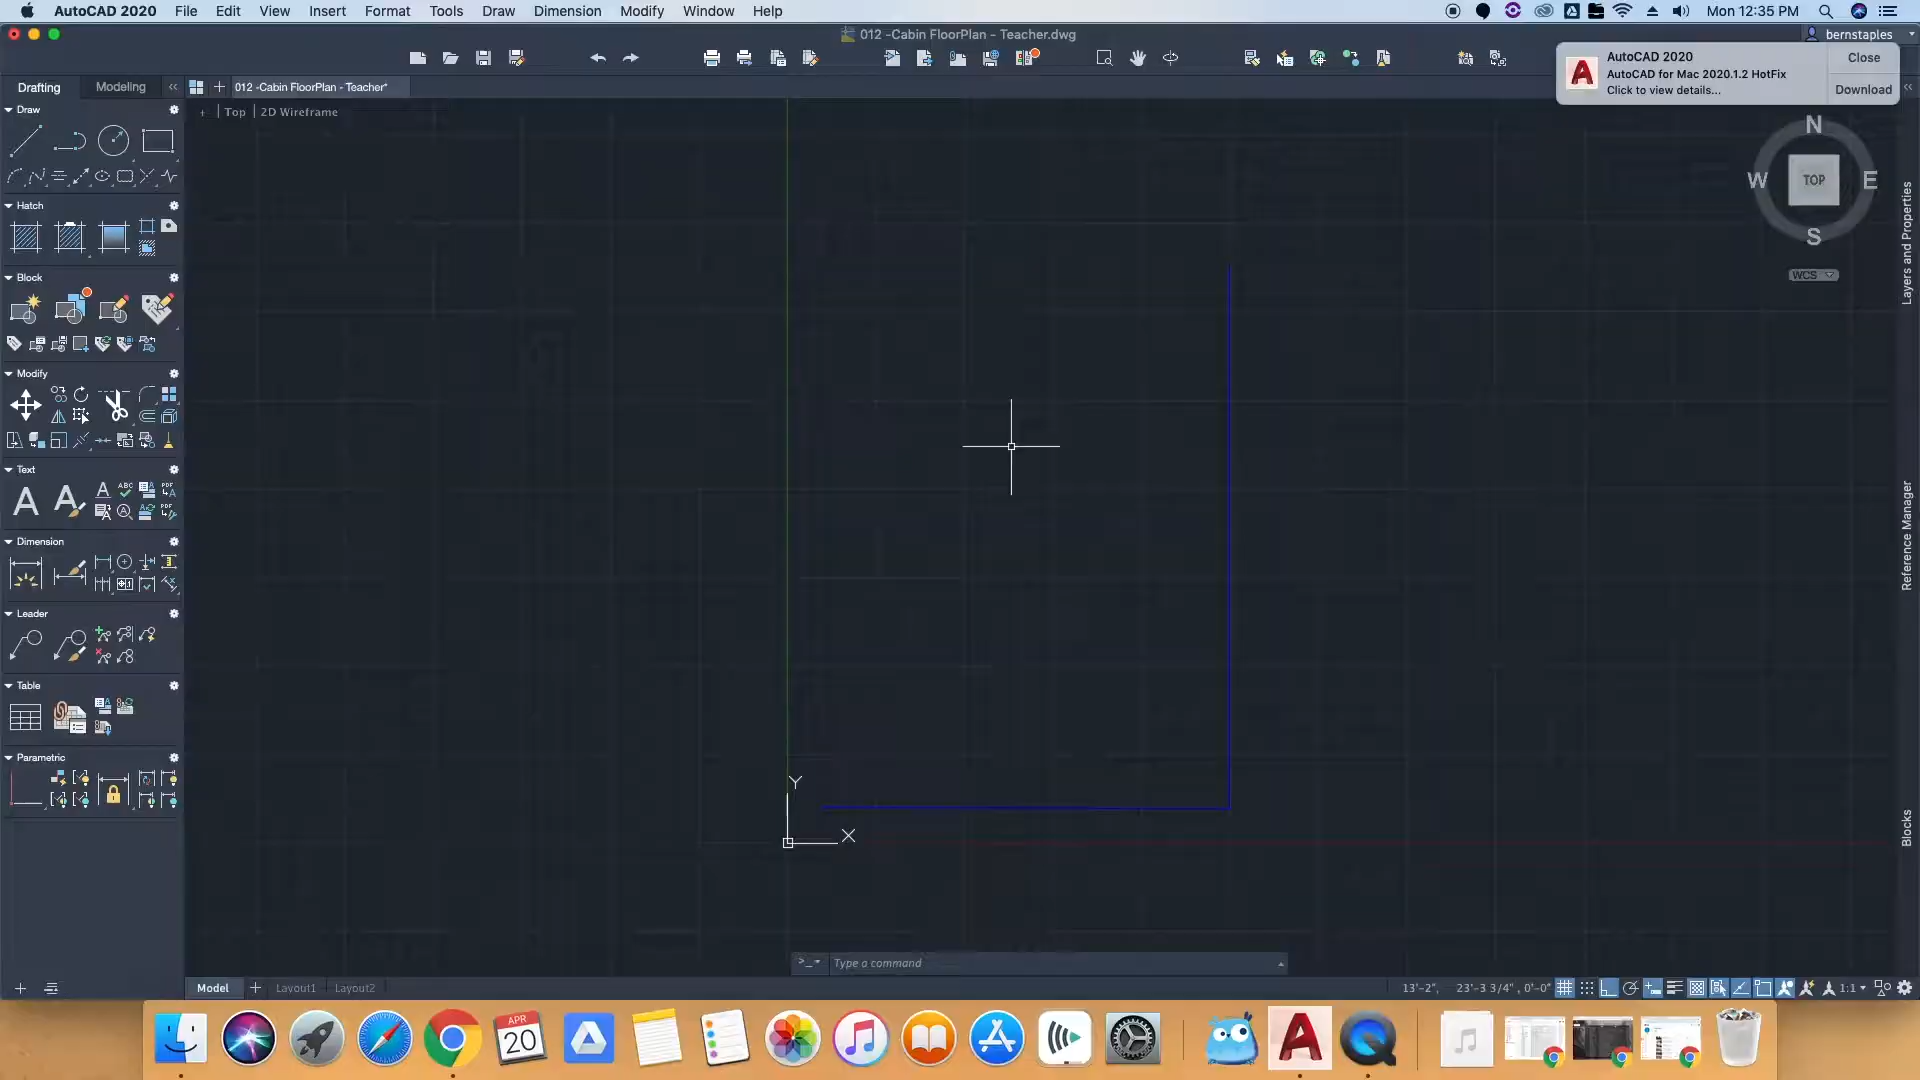 AutoCAD 2020 File Edit View Insert Format Tools Draw Dimension Modify Window Help Mon 12:35 PM
012 -Cabin FloorPlan - Teacher.dwg bernstaples
AutoCAD 2020
AutoCAD for Mac 2020.1.2 HotFix
Click to view details...
Close
Download
Drafting Modeling 012 -Cabin FloorPlan - Teacher*
+ | Top | 2D Wireframe
Draw
Hatch
Block
Modify
Text
A A A ABC PDF A
A PDF
Dimension
Leader
Table
Parametric
N
W TOP E
S
WCS
Layers and Properties
Reference Manager
Blocks
Y
X
>_ Type a command
Model + Layout1 Layout2 13'-2", 23'-3 3/4" , 0'-0" 1:1
APR
20